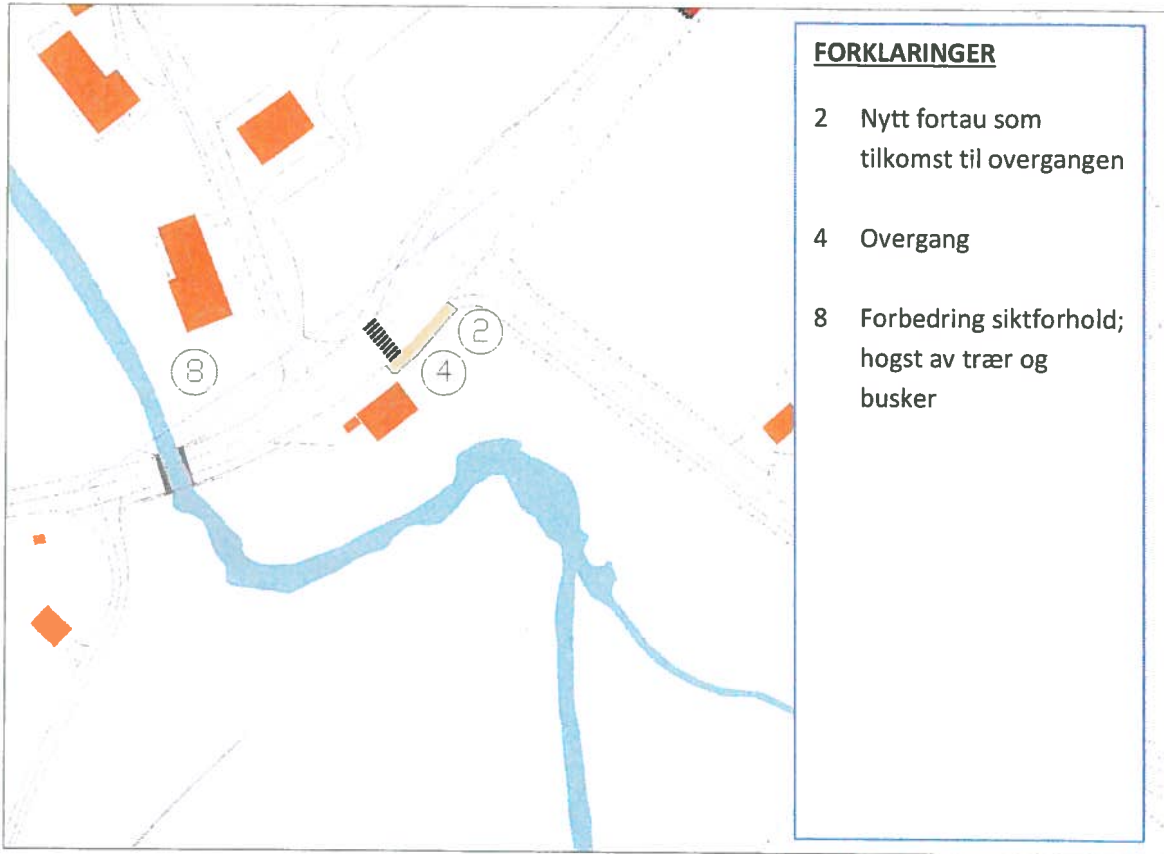 FORKLARINGER
2 Nytt fortau som
tilkomst til overgangen
4 Overgang
8 Forbedring siktforhold;
hogst av trær og
busker
2
4
8